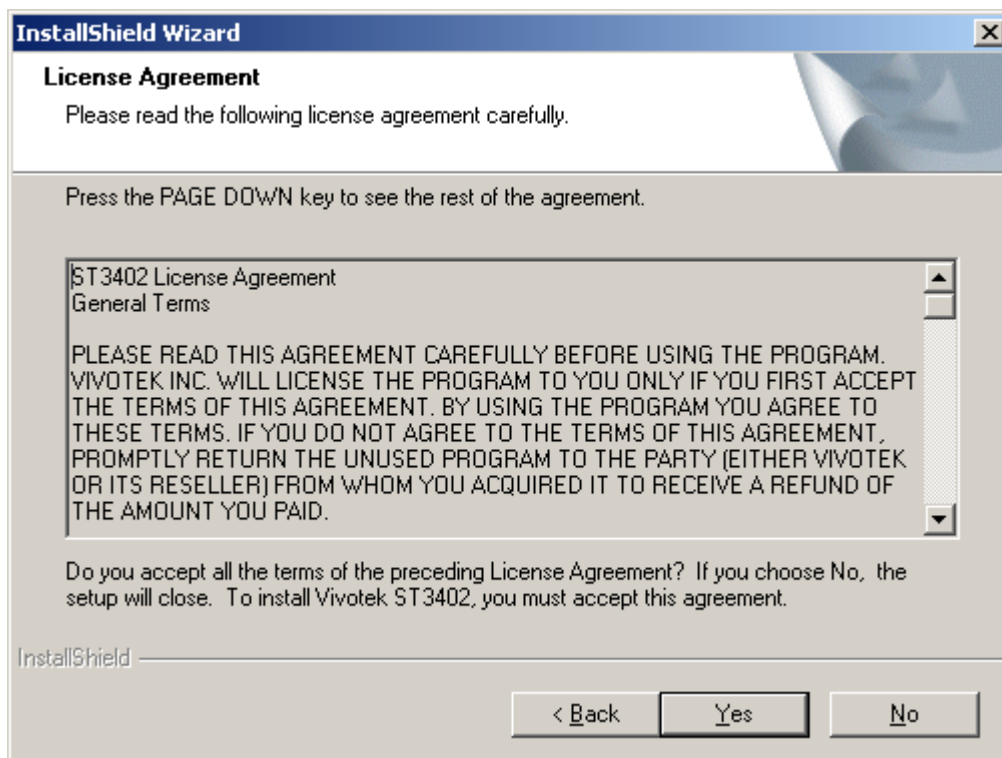 InstallShield Wizard
License Agreement
Please read the following license agreement carefully.
Press the PAGE DOWN key to see the rest of the agreement.
ST3402 License Agreement
General Terms
PLEASE READ THIS AGREEMENT CAREFULLY BEFORE USING THE PROGRAM.
VIVOTEK INC. WILL LICENSE THE PROGRAM TO YOU ONLY IF YOU FIRST ACCEPT
THE TERMS OF THIS AGREEMENT. BY USING THE PROGRAM YOU AGREE TO
THESE TERMS. IF YOU DO NOT AGREE TO THE TERMS OF THIS AGREEMENT,
PROMPTLY RETURN THE UNUSED PROGRAM TO THE PARTY (EITHER VIVOTEK
OR ITS RESELLER) FROM WHOM YOU ACQUIRED IT TO RECEIVE A REFUND OF
THE AMOUNT YOU PAID.
Do you accept all the terms of the preceding License Agreement?  If you choose No,  the
setup will close.  To install Vivotek ST3402, you must accept this agreement.
InstallShield
< Back
Yes
No